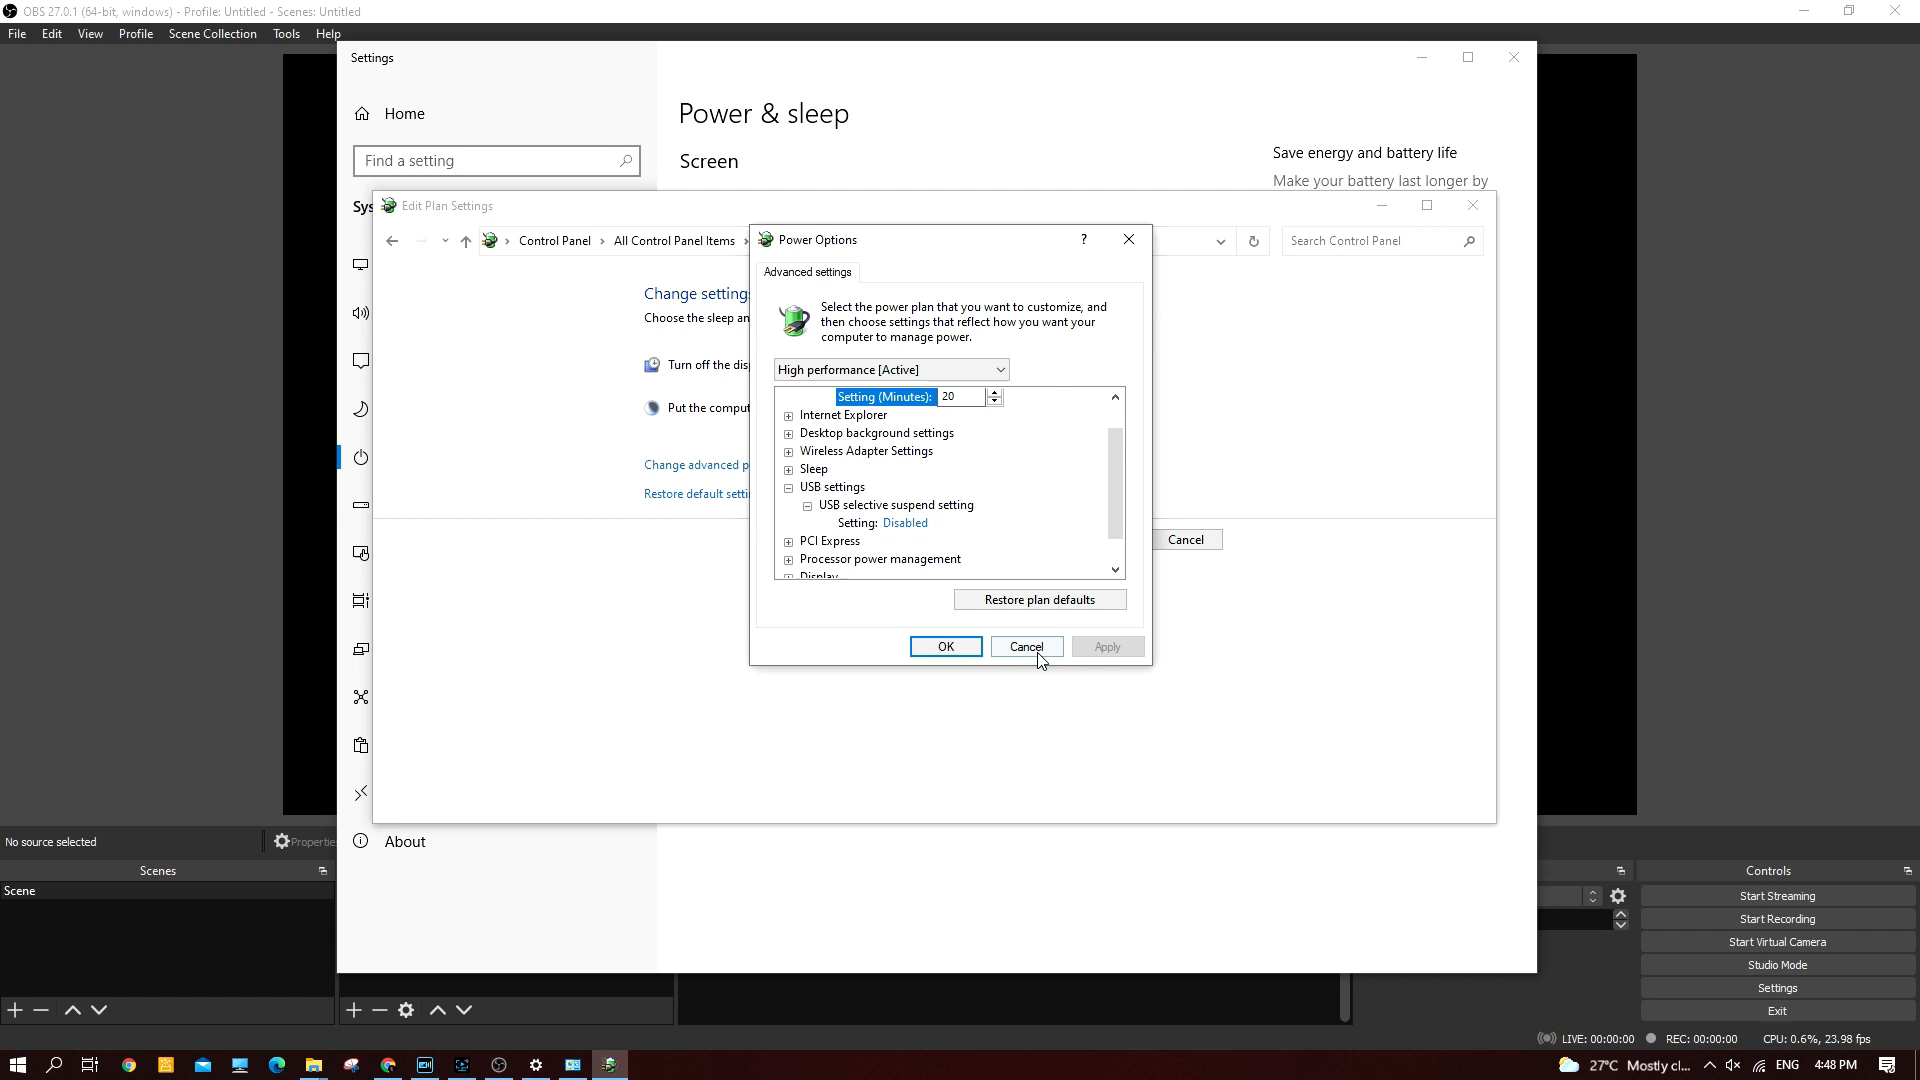 OBS 27.0.1 (64-bit, windows) - Profile: Untitled - Scenes: Untitled
File Edit View Profile Scene Collection Tools Help
Settings
Home
Find a setting
Power & sleep
Screen
Save energy and battery life
Make your battery last longer by
Sys
Edit Plan Settings
Control Panel › All Control Panel Items ›
Search Control Panel
Change setting
Choose the sleep an
Turn off the dis
Put the comput
Change advanced p
Restore default setti
Cancel
Power Options
Advanced settings
Select the power plan that you want to customize, and
then choose settings that reflect how you want your
computer to manage power.
High performance [Active]
Setting (Minutes): 20
Internet Explorer
Desktop background settings
Wireless Adapter Settings
Sleep
USB settings
USB selective suspend setting
Setting: Disabled
PCI Express
Processor power management
Display
Restore plan defaults
OK Cancel Apply
About
No source selected
Propertie
Scenes
Scene
Controls
Start Streaming
Start Recording
Start Virtual Camera
Studio Mode
Settings
Exit
LIVE: 00:00:00 REC: 00:00:00 CPU: 0.6%, 23.98 fps
27°C Mostly cl... ENG 4:48 PM